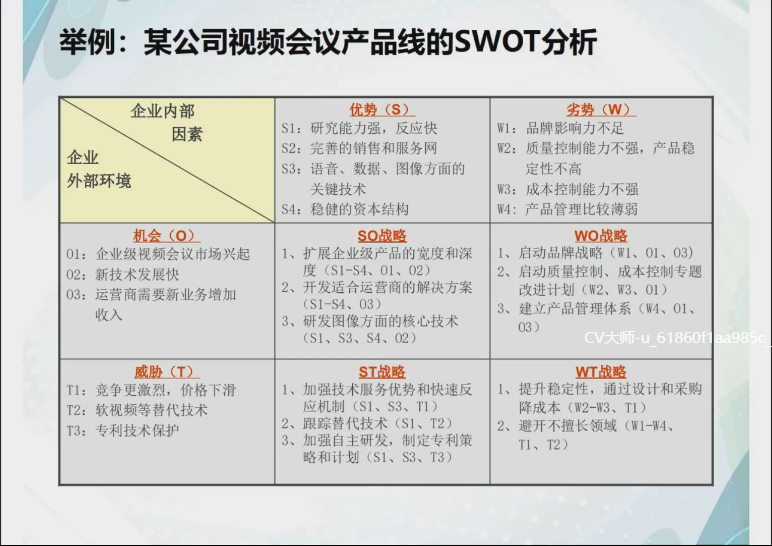 举例：某公司视频会议产品线的SWOT分析
企业内部
因素
企业
外部环境
优势（S）
S1：研究能力强，反应快
S2：完善的销售和服务网
S3：语音、数据、图像方面的
关键技术
S4：稳健的资本结构
劣势（W）
W1：品牌影响力不足
W2：质量控制能力不强，产品稳
定性不高
W3：成本控制能力不强
W4：产品管理比较薄弱
机会（O）
O1：企业级视频会议市场兴起
O2：新技术发展快
O3：运营商需要新业务增加
收入
SO战略
1、扩展企业级产品的宽度和深
度（S1-S4、O1、O2）
2、开发适合运营商的解决方案
（S1-S4、O3）
3、研发图像方面的核心技术
（S1、S3、S4、O2）
WO战略
1、启动品牌战略（W1、O1、O3）
2、启动质量控制、成本控制专题
改进计划（W2、W3、O1）
3、建立产品管理体系（W4、O1、
O3）
CV大师-u_61860f1aa985c_
威胁（T）
T1：竞争更激烈，价格下滑
T2：软视频等替代技术
T3：专利技术保护
ST战略
1、加强技术服务优势和快速反
应机制（S1、S3、T1）
2、跟踪替代技术（S1、T2）
3、加强自主研发，制定专利策
略和计划（S1、S3、T3）
WT战略
1、提升稳定性，通过设计和采购
降成本（W2-W3、T1）
2、避开不擅长领域（W1-W4、
T1、T2）